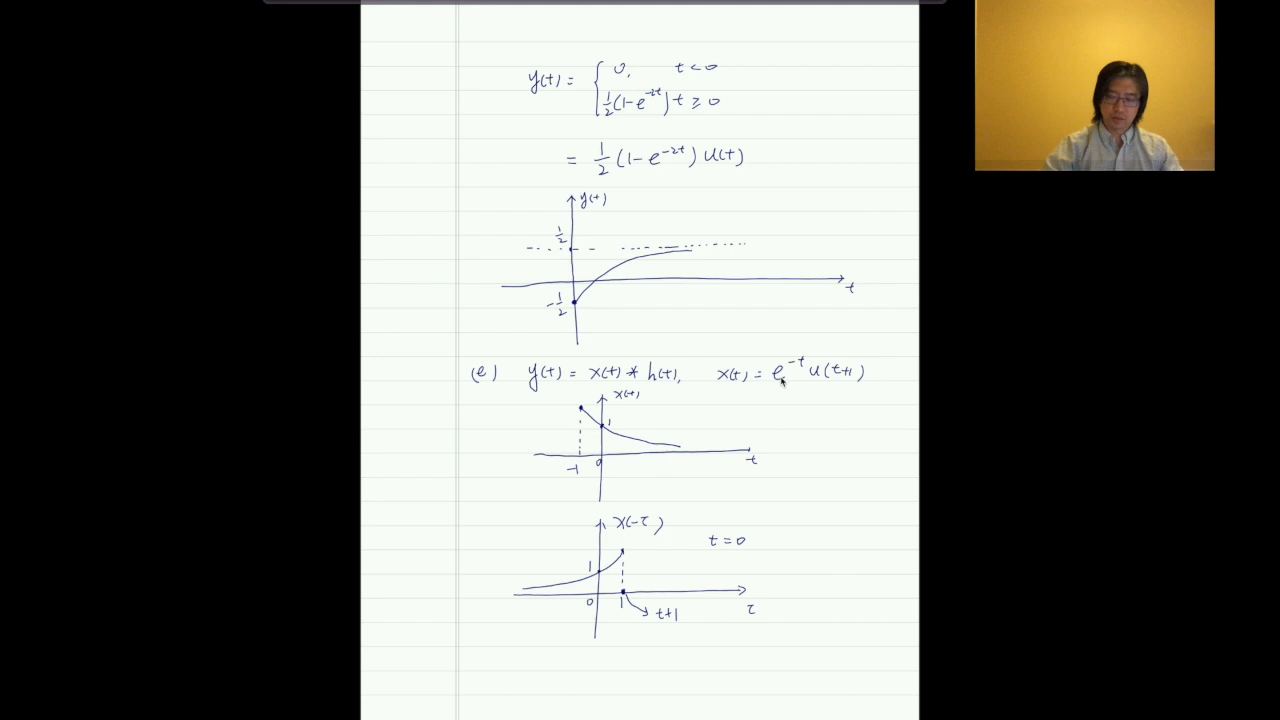 y(t) = { 0, t < 0
1/2 (1-e^{-2t}) t ≥ 0
= 1/2 (1-e^{-2t}) u(t)
y(t)
1/2
t
-1/2
(e) y(t) = x(t) * h(t), x(t) = e^{-t} u(t+1)
x(t)
1
-1 0 t
x(-τ)
t = 0
1
0 1 τ
t+1